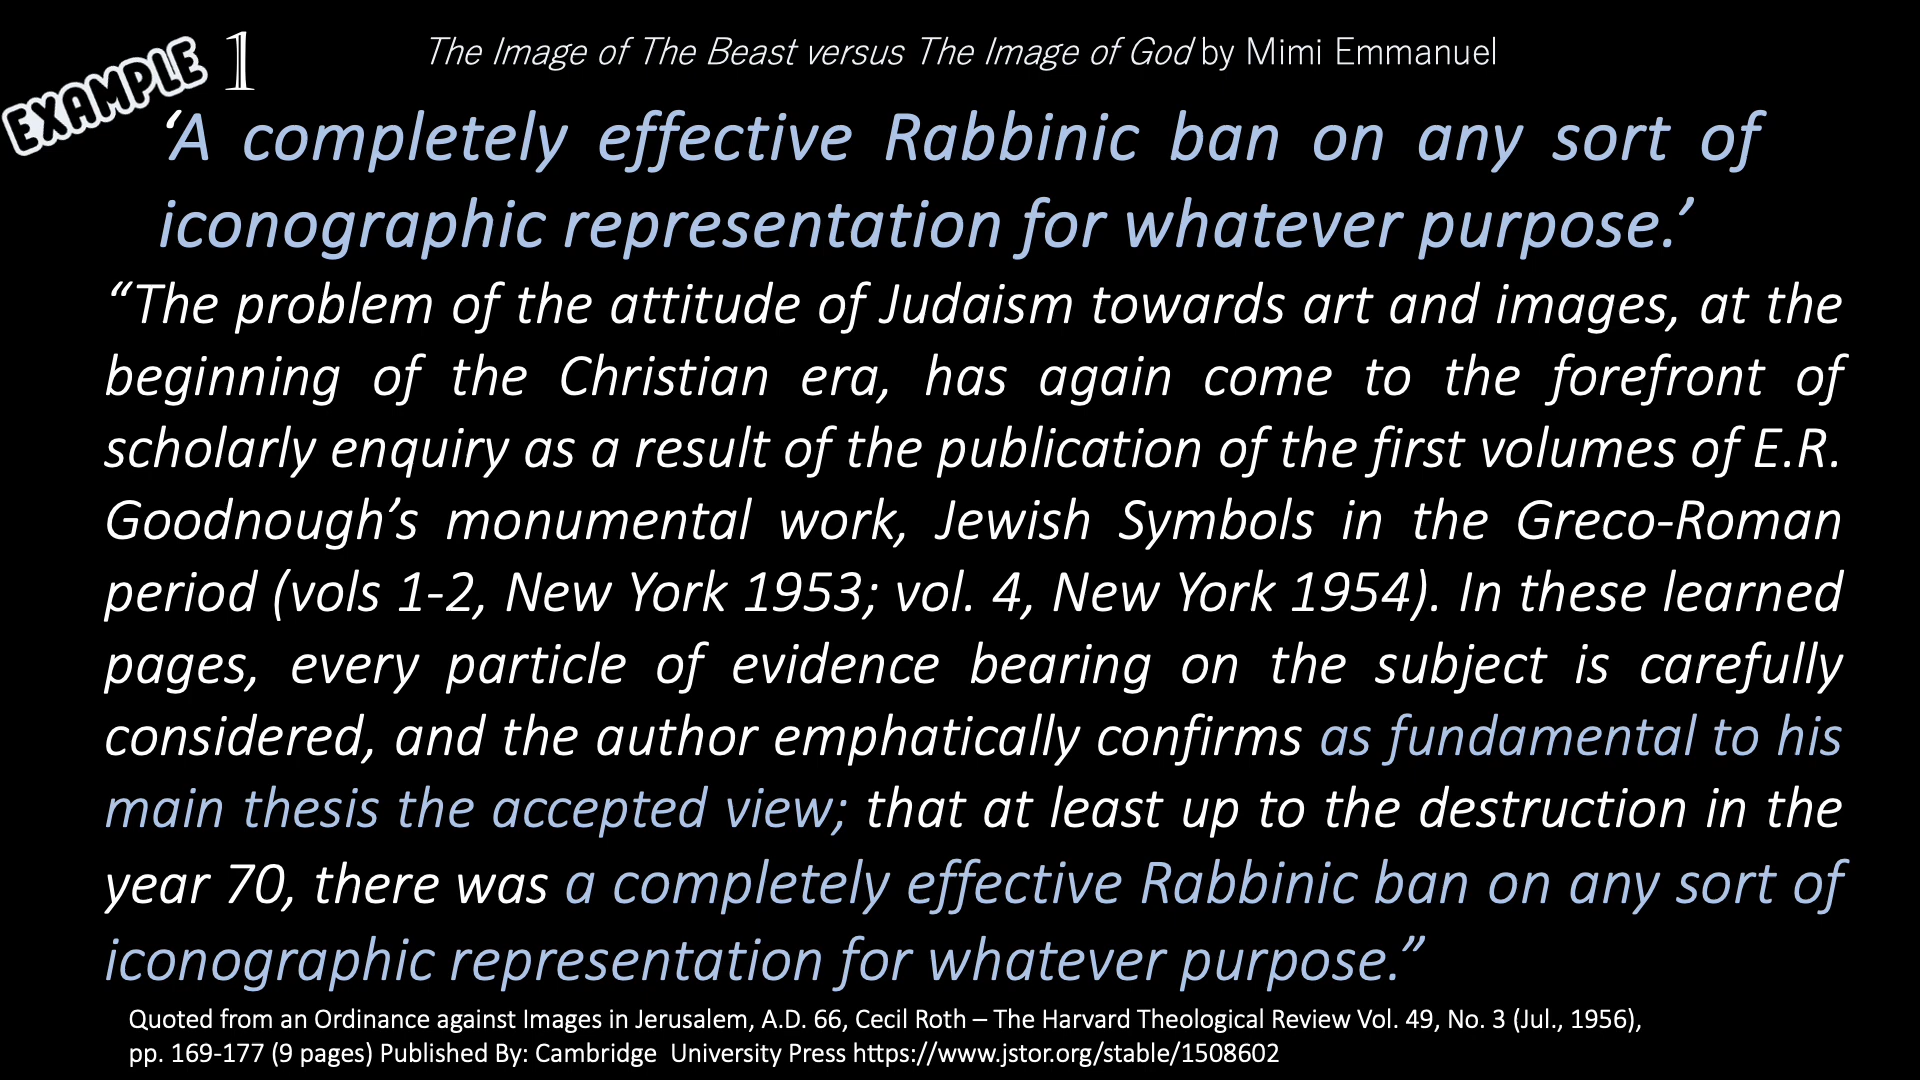 EXAMPLE 1
The Image of The Beast versus The Image of God by Mimi Emmanuel
‘A completely effective Rabbinic ban on any sort of
iconographic representation for whatever purpose.’
“The problem of the attitude of Judaism towards art and images, at the
beginning of the Christian era, has again come to the forefront of
scholarly enquiry as a result of the publication of the first volumes of E.R.
Goodnough’s monumental work, Jewish Symbols in the Greco-Roman
period (vols 1-2, New York 1953; vol. 4, New York 1954). In these learned
pages, every particle of evidence bearing on the subject is carefully
considered, and the author emphatically confirms as fundamental to his
main thesis the accepted view; that at least up to the destruction in the
year 70, there was a completely effective Rabbinic ban on any sort of
iconographic representation for whatever purpose.”
Quoted from an Ordinance against Images in Jerusalem, A.D. 66, Cecil Roth – The Harvard Theological Review Vol. 49, No. 3 (Jul., 1956),
pp. 169-177 (9 pages) Published By: Cambridge University Press https://www.jstor.org/stable/1508602